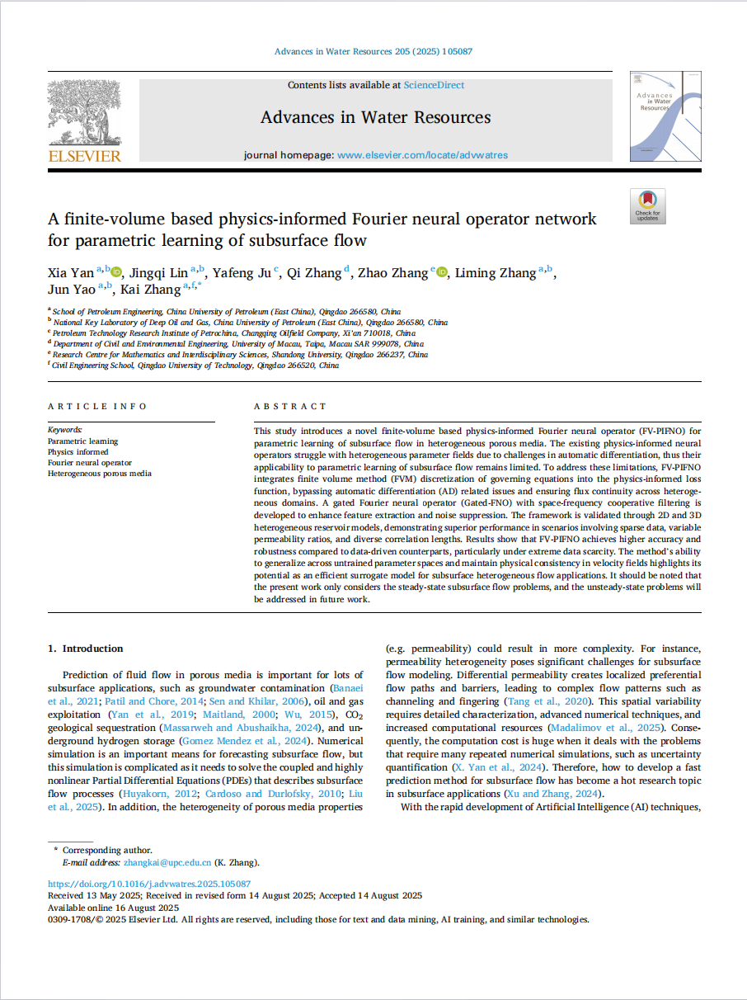 Advances in Water Resources 205 (2025) 105087
Contents lists available at ScienceDirect
Advances in Water Resources
journal homepage: www.elsevier.com/locate/advwatres
ELSEVIER
Advances
in Water
Resources
Check for
updates
A finite-volume based physics-informed Fourier neural operator network
for parametric learning of subsurface flow
Xia Yan a,b, Jingqi Lin a,b, Yafeng Ju c, Qi Zhang d, Zhao Zhang e, Liming Zhang a,b,
Jun Yao a,b, Kai Zhang a,f,*
a School of Petroleum Engineering, China University of Petroleum (East China), Qingdao 266580, China
b National Key Laboratory of Deep Oil and Gas, China University of Petroleum (East China), Qingdao 266580, China
c Petroleum Technology Research Institute of Petrochina, Changqing Oilfield Company, Xi'an 710018, China
d Department of Civil and Environmental Engineering, University of Macau, Taipa, Macau SAR 999078, China
e Research Centre for Mathematics and Interdisciplinary Sciences, Shandong University, Qingdao 266237, China
f Civil Engineering School, Qingdao University of Technology, Qingdao 266520, China
ARTICLE INFO
Keywords:
Parametric learning
Physics informed
Fourier neural operator
Heterogeneous porous media
ABSTRACT
This study introduces a novel finite-volume based physics-informed Fourier neural operator (FV-PIFNO) for
parametric learning of subsurface flow in heterogeneous porous media. The existing physics-informed neural
operators struggle with heterogeneous parameter fields due to challenges in automatic differentiation, thus their
applicability to parametric learning of subsurface flow remains limited. To address these limitations, FV-PIFNO
integrates finite volume method (FVM) discretization of governing equations into the physics-informed loss
function, bypassing automatic differentiation (AD) related issues and ensuring flux continuity across heteroge-
neous domains. A gated Fourier neural operator (Gated-FNO) with space-frequency cooperative filtering is
developed to enhance feature extraction and noise suppression. The framework is validated through 2D and 3D
heterogeneous reservoir models, demonstrating superior performance in scenarios involving sparse data, variable
permeability ratios, and diverse correlation lengths. Results show that FV-PIFNO achieves higher accuracy and
robustness compared to data-driven counterparts, particularly under extreme data scarcity. The method's ability
to generalize across untrained parameter spaces and maintain physical consistency in velocity fields highlights its
potential as an efficient surrogate model for subsurface heterogeneous flow applications. It should be noted that
the present work only considers the steady-state subsurface flow problems, and the unsteady-state problems will
be addressed in future work.
1. Introduction
Prediction of fluid flow in porous media is important for lots of
subsurface applications, such as groundwater contamination (Banaei
et al., 2021; Patil and Chore, 2014; Sen and Khilar, 2006), oil and gas
exploitation (Yan et al., 2019; Maitland, 2000; Wu, 2015), CO2
geological sequestration (Massarweh and Abushaikha, 2024), and un-
derground hydrogen storage (Gomez Mendez et al., 2024). Numerical
simulation is an important means for forecasting subsurface flow, but
this simulation is complicated as it needs to solve the coupled and highly
nonlinear Partial Differential Equations (PDEs) that describes subsurface
flow processes (Huyakorn, 2012; Cardoso and Durlofsky, 2010; Liu
et al., 2025). In addition, the heterogeneity of porous media properties
(e.g. permeability) could result in more complexity. For instance,
permeability heterogeneity poses significant challenges for subsurface
flow modeling. Differential permeability creates localized preferential
flow paths and barriers, leading to complex flow patterns such as
channeling and fingering (Tang et al., 2020). This spatial variability
requires detailed characterization, advanced numerical techniques, and
increased computational resources (Madalimov et al., 2025). Conse-
quently, the computation cost is huge when it deals with the problems
that require many repeated numerical simulations, such as uncertainty
quantification (X. Yan et al., 2024). Therefore, how to develop a fast
prediction method for subsurface flow has become a hot research topic
in subsurface applications (Xu and Zhang, 2024).
With the rapid development of Artificial Intelligence (AI) techniques,
* Corresponding author.
E-mail address: zhangkai@upc.edu.cn (K. Zhang).
https://doi.org/10.1016/j.advwatres.2025.105087
Received 13 May 2025; Received in revised form 14 August 2025; Accepted 14 August 2025
Available online 16 August 2025
0309-1708/© 2025 Elsevier Ltd. All rights are reserved, including those for text and data mining, AI training, and similar technologies.